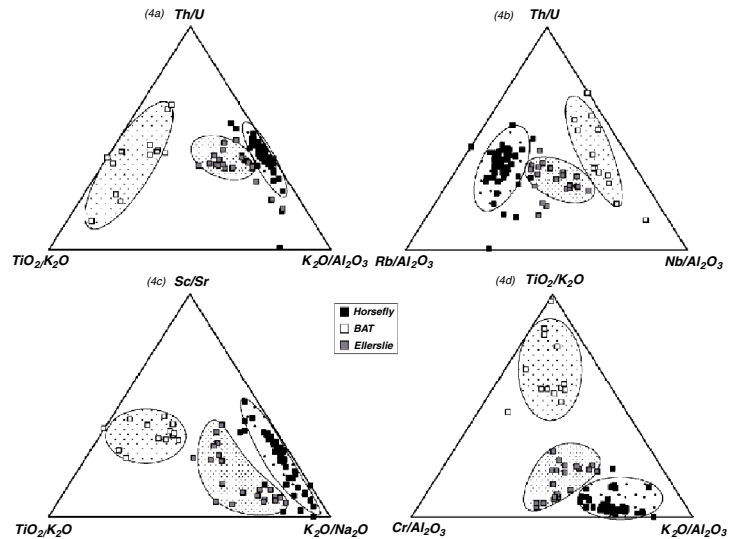 (4a) Th/U
(4b) Th/U
TiO₂/K₂O K₂O/Al₂O₃
Rb/Al₂O₃ Nb/Al₂O₃
(4c) Sc/Sr
(4d) TiO₂/K₂O
Horsefly
BAT
Ellerslie
TiO₂/K₂O K₂O/Na₂O
Cr/Al₂O₃ K₂O/Al₂O₃